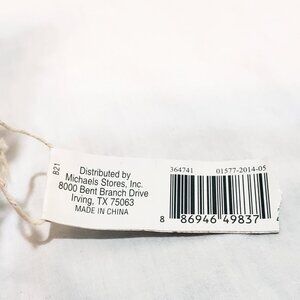 B21
Distributed by
Michaels Stores, Inc.
8000 Bent Branch Drive
Irving, TX 75063
MADE IN CHINA
364741 01577-2014-05
8 86946 49837